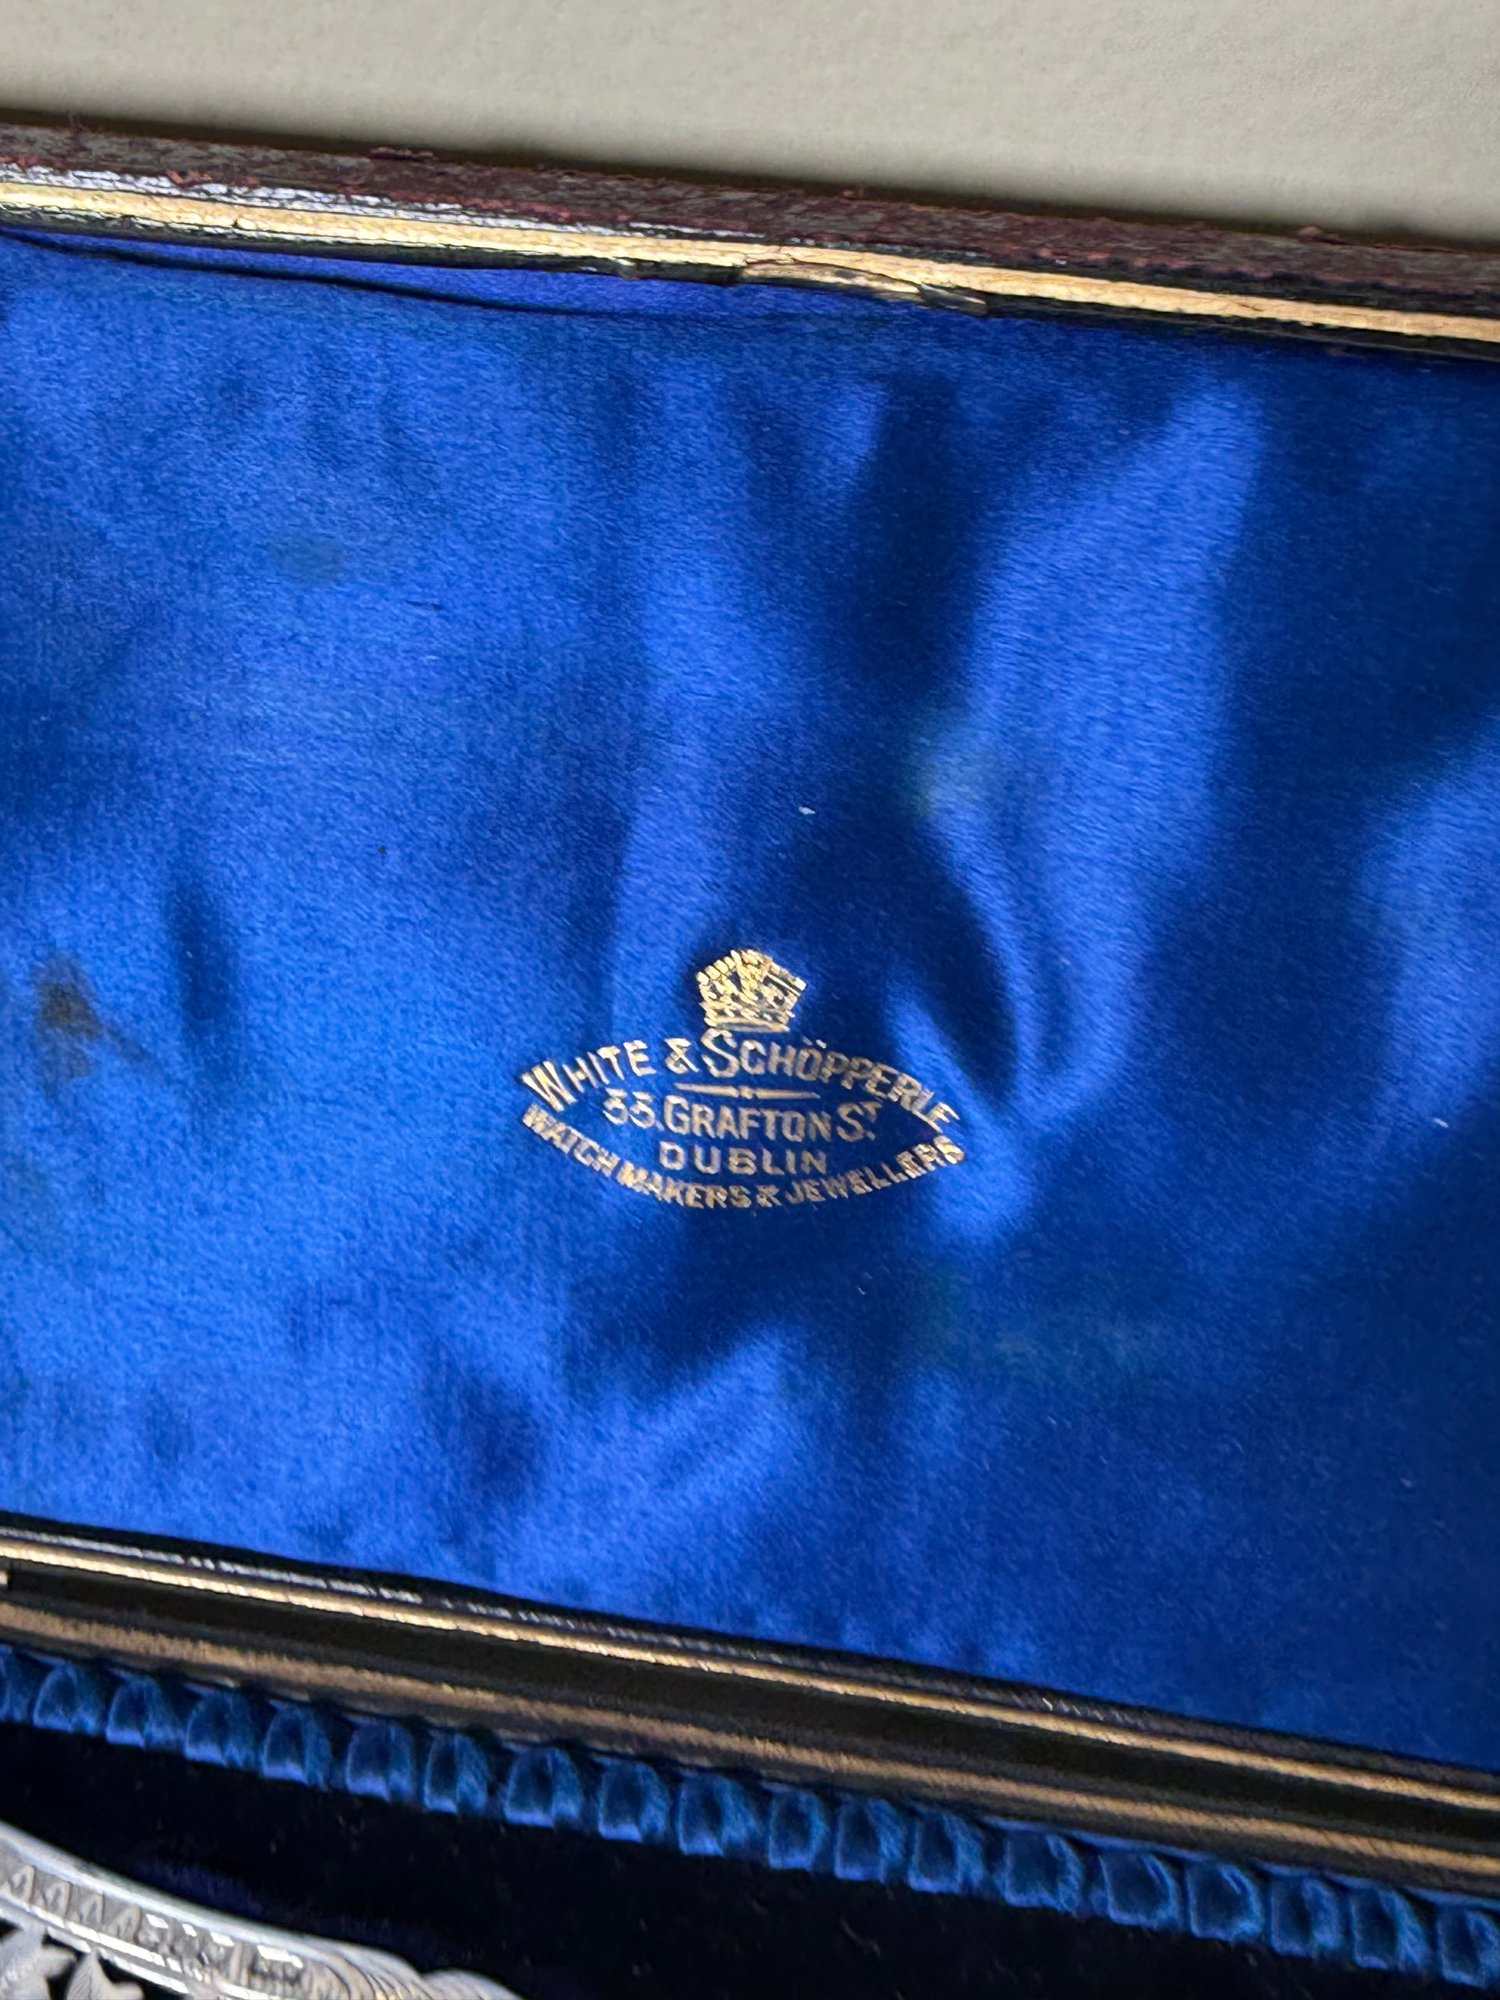 WHITE & SCHÖPPERLE
33. GRAFTON ST.
DUBLIN
WATCH MAKERS & JEWELLERS